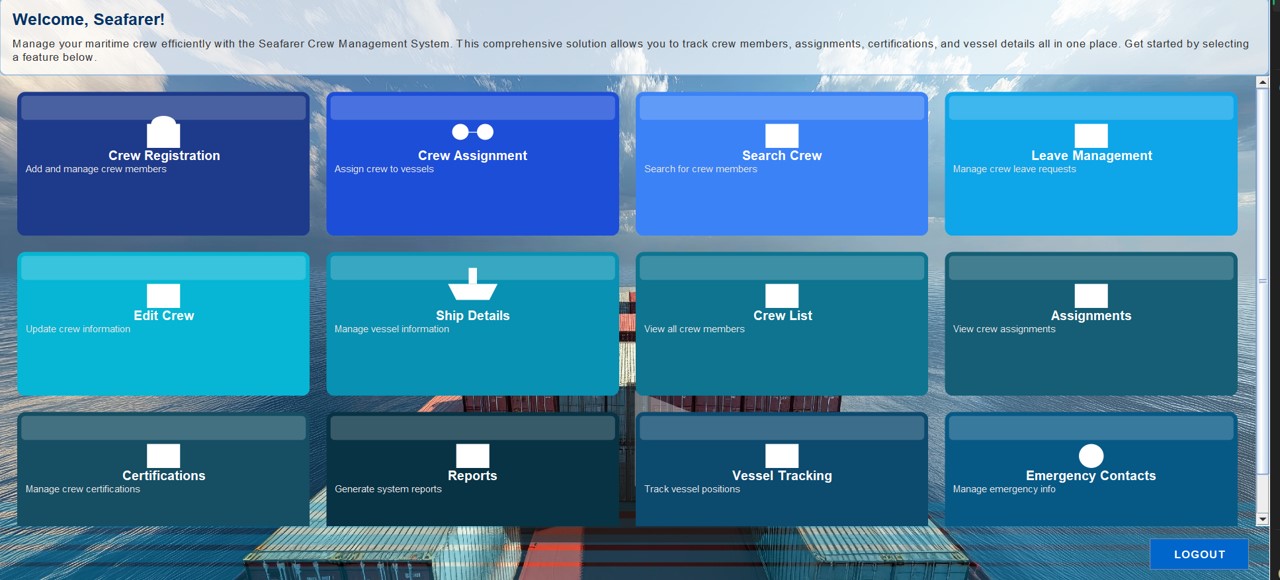 Welcome, Seafarer!
Manage your maritime crew efficiently with the Seafarer Crew Management System. This comprehensive solution allows you to track crew members, assignments, certifications, and vessel details all in one place. Get started by selecting
a feature below.
Crew Registration
Add and manage crew members
Crew Assignment
Assign crew to vessels
Search Crew
Search for crew members
Leave Management
Manage crew leave requests
Edit Crew
Update crew information
Ship Details
Manage vessel information
Crew List
View all crew members
Assignments
View crew assignments
Certifications
Manage crew certifications
Reports
Generate system reports
Vessel Tracking
Track vessel positions
Emergency Contacts
Manage emergency info
LOGOUT